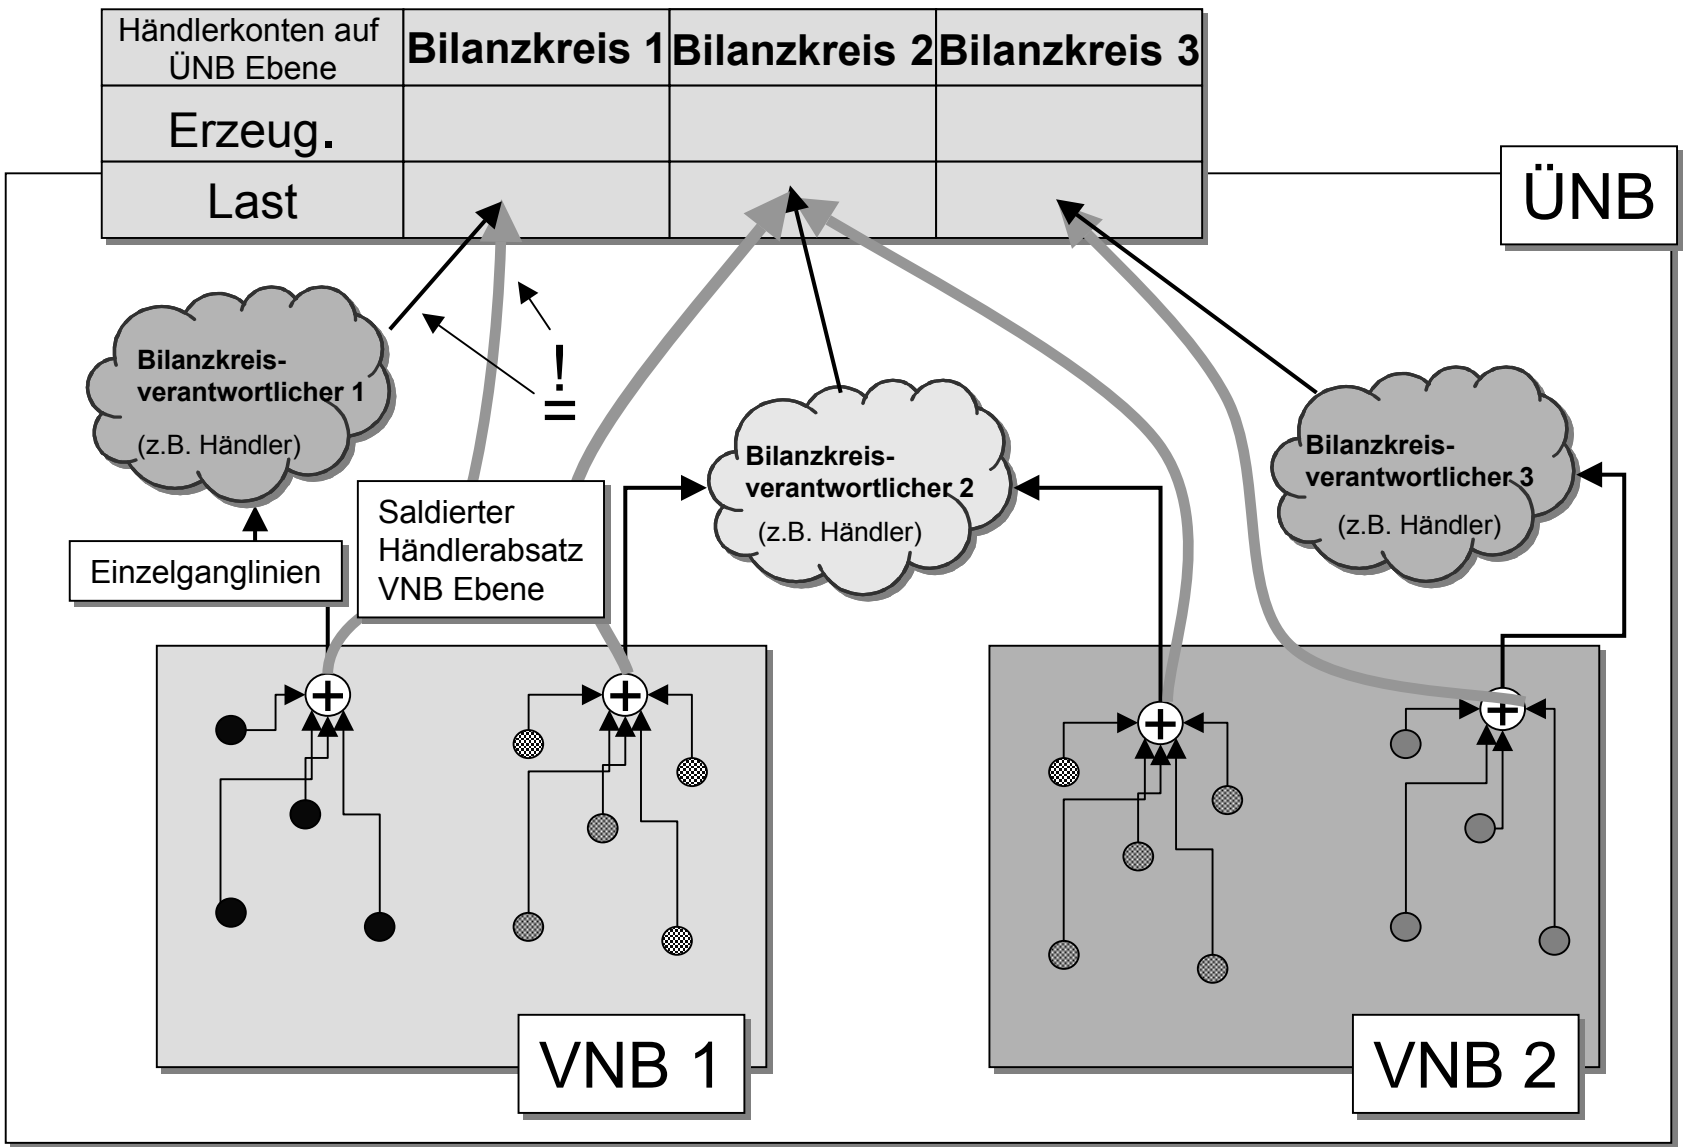 Händlerkonten auf
ÜNB Ebene
Bilanzkreis 1
Bilanzkreis 2
Bilanzkreis 3
Erzeug.
Last
ÜNB
!
=
Bilanzkreis-
verantwortlicher 1
(z.B. Händler)
Bilanzkreis-
verantwortlicher 2
(z.B. Händler)
Bilanzkreis-
verantwortlicher 3
(z.B. Händler)
Einzelganglinien
Saldierter
Händlerabsatz
VNB Ebene
+
+
+
+
VNB 1
VNB 2